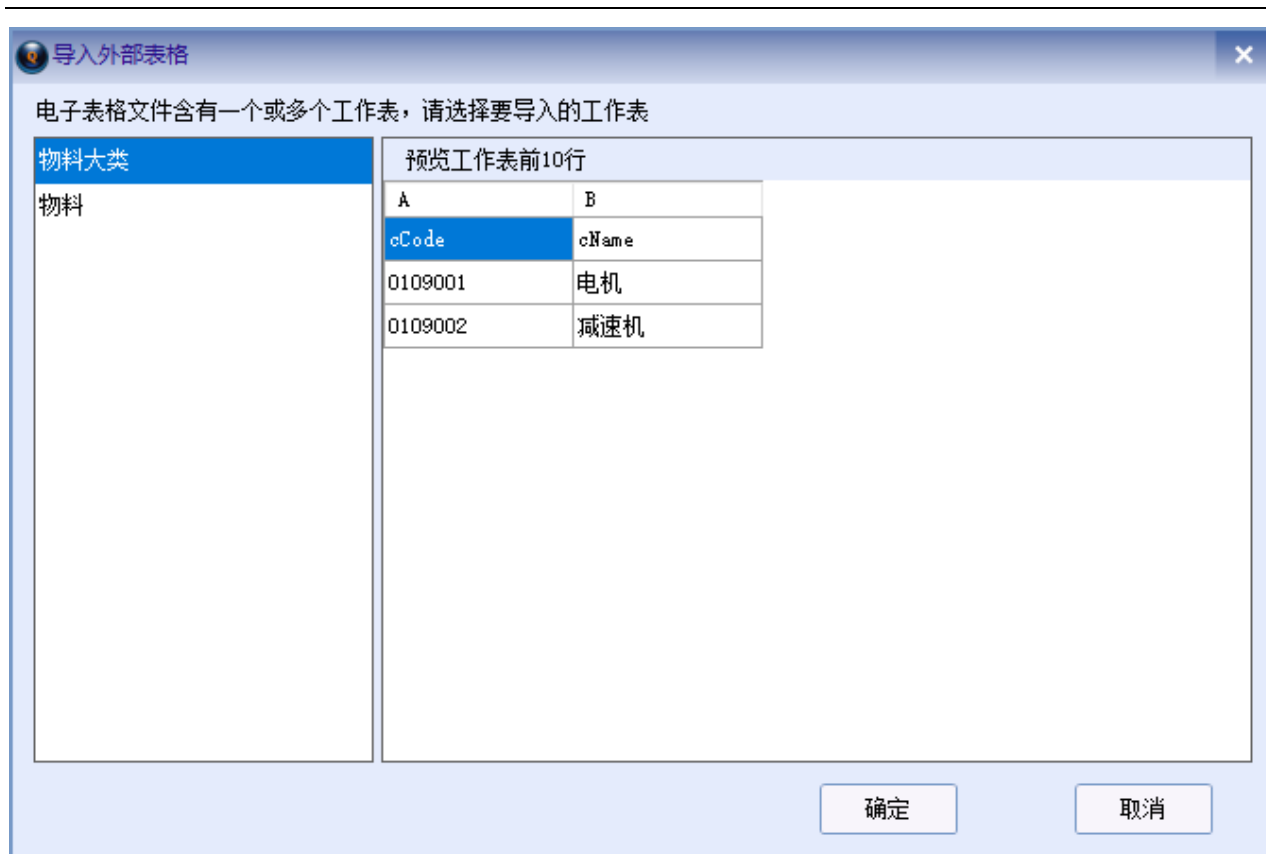 导入外部表格
电子表格文件含有一个或多个工作表，请选择要导入的工作表
物料大类
物料
预览工作表前10行
A B
cCode cName
0109001 电机
0109002 减速机
确定 取消